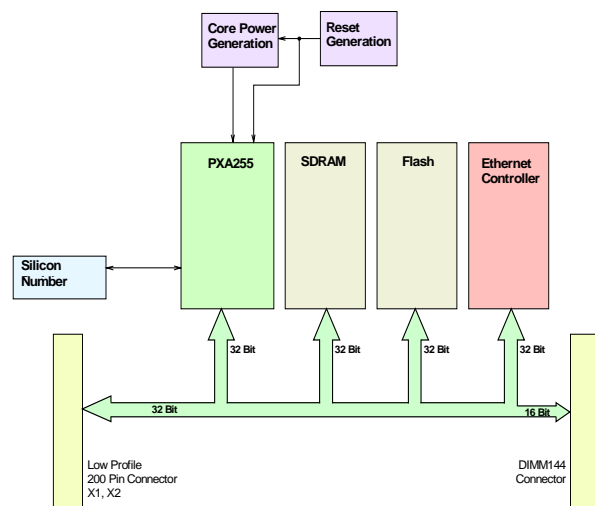 Core Power
Generation
Reset
Generation
PXA255
SDRAM
Flash
Ethernet
Controller
Silicon
Number
32 Bit
32 Bit
32 Bit
32 Bit
32 Bit
16 Bit
Low Profile
200 Pin Connector
X1, X2
DIMM144
Connector